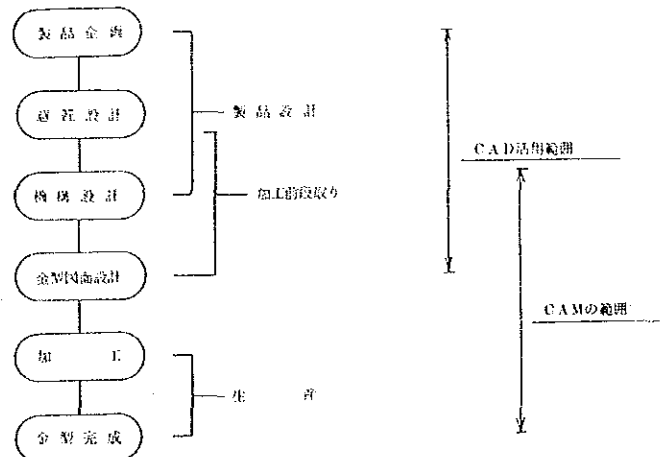 製品企画
意匠設計
製品設計
CAD活用範囲
機構設計
加工前段取り
金型図面設計
CAMの範囲
加工
生産
金型完成